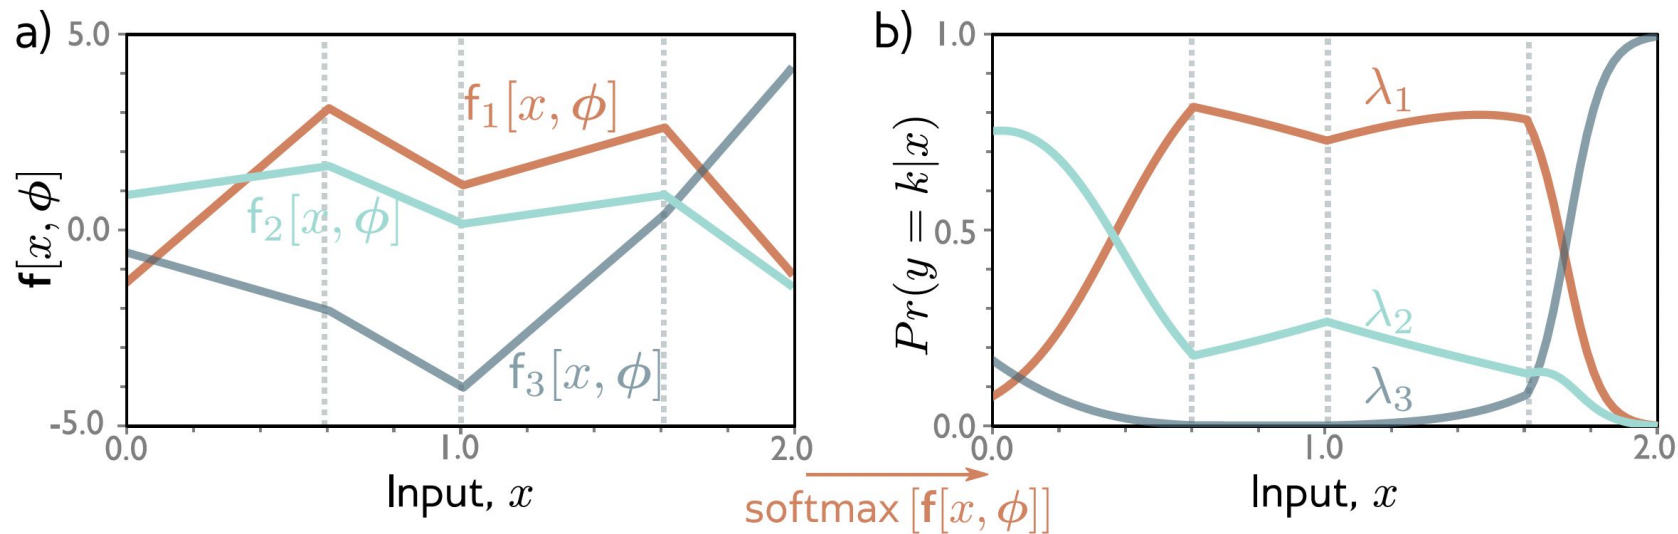 a)
5.0
0.0
-5.0
f[x, ϕ]
f₁[x, ϕ]
f₂[x, ϕ]
f₃[x, ϕ]
0.0 1.0 2.0
Input, x
softmax [f[x, ϕ]]
b)
1.0
0.5
0.0
Pr(y = k|x)
λ₁
λ₂
λ₃
0.0 1.0 2.0
Input, x